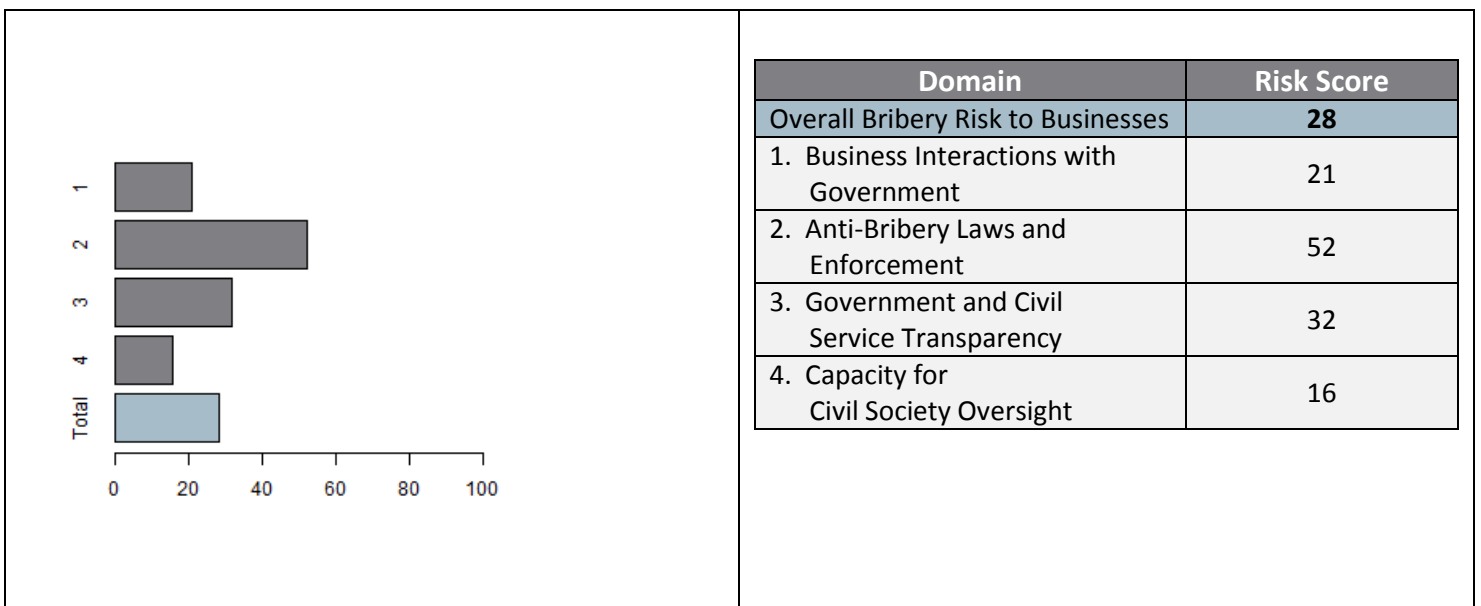 1
2
3
4
Total
0 20 40 60 80 100
Domain Risk Score
Overall Bribery Risk to Businesses 28
1. Business Interactions with
Government 21
2. Anti-Bribery Laws and
Enforcement 52
3. Government and Civil
Service Transparency 32
4. Capacity for
Civil Society Oversight 16